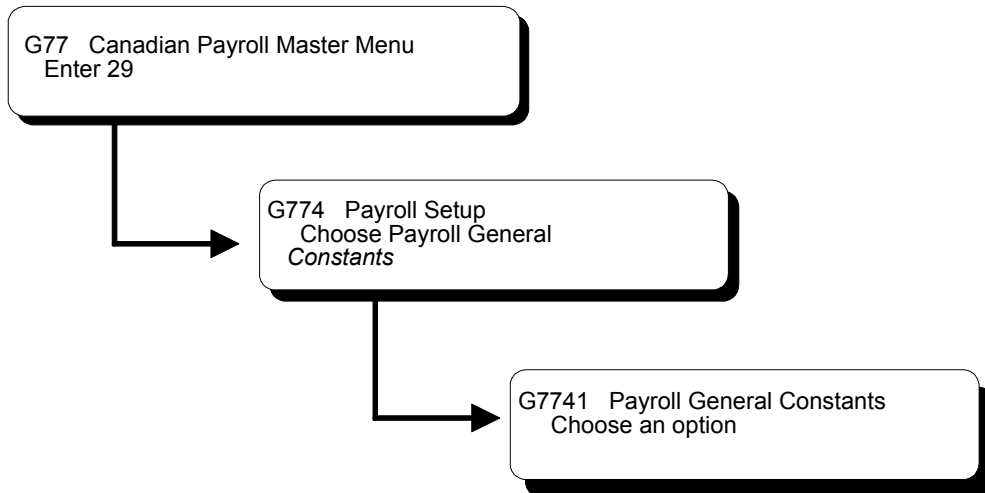 G77 Canadian Payroll Master Menu
Enter 29
G774 Payroll Setup
Choose Payroll General
Constants
G7741 Payroll General Constants
Choose an option